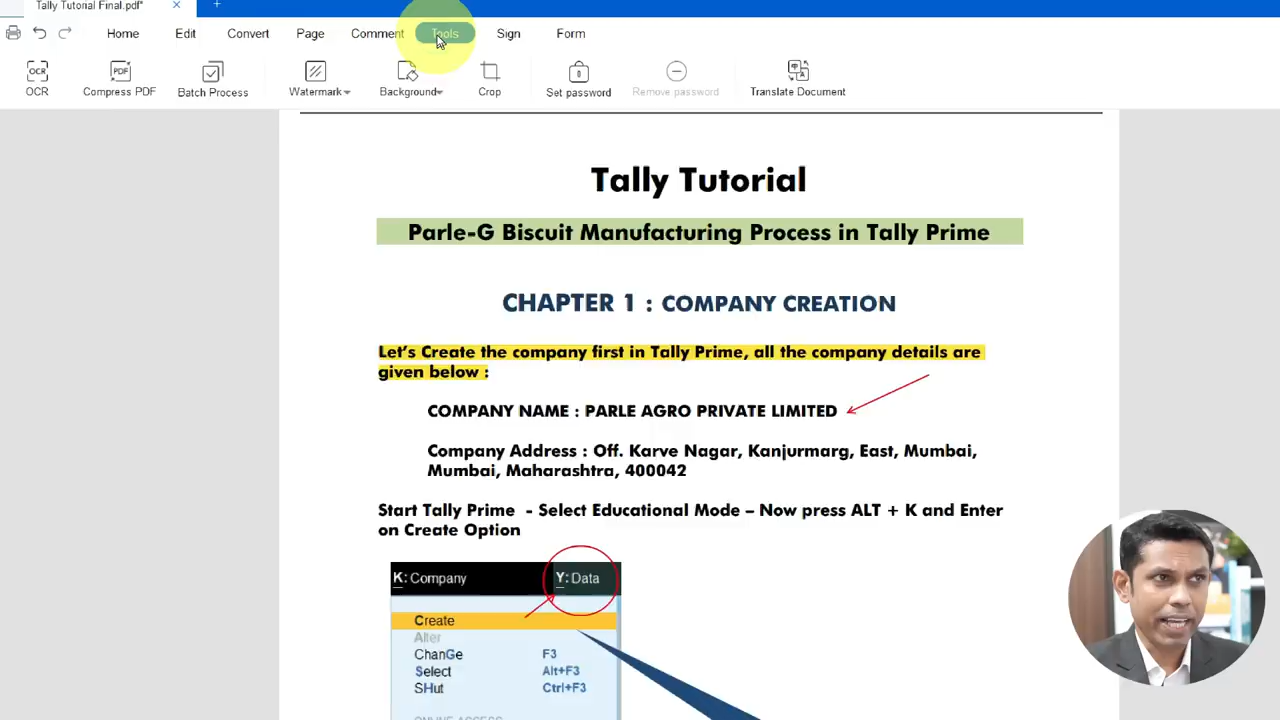 Tally Tutorial Final.pdf*
Home Edit Convert Page Comment Tools Sign Form
OCR Compress PDF Batch Process Watermark Background Crop Set password Remove password Translate Document
Tally Tutorial
Parle-G Biscuit Manufacturing Process in Tally Prime
CHAPTER 1 : COMPANY CREATION
Let's Create the company first in Tally Prime, all the company details are
given below :
COMPANY NAME : PARLE AGRO PRIVATE LIMITED
Company Address : Off. Karve Nagar, Kanjurmarg, East, Mumbai,
Mumbai, Maharashtra, 400042
Start Tally Prime - Select Educational Mode – Now press ALT + K and Enter
on Create Option
K: Company Y: Data
Create
Alter
ChanGe F3
Select Alt+F3
SHut Ctrl+F3
ONLINE ACCESS